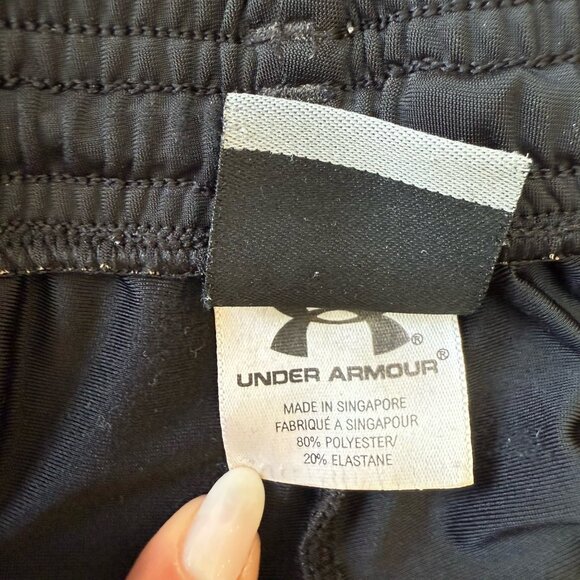 ®
UNDER ARMOUR®
MADE IN SINGAPORE
FABRIQUÉ A SINGAPOUR
80% POLYESTER/
20% ELASTANE